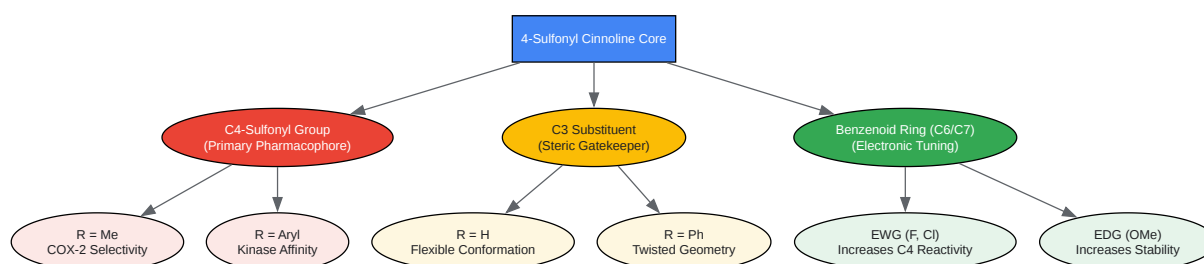 4-Sulfonyl Cinnoline Core
C4-Sulfonyl Group
(Primary Pharmacophore)
C3 Substituent
(Steric Gatekeeper)
Benzenoid Ring (C6/C7)
(Electronic Tuning)
R = Me
COX-2 Selectivity
R = Aryl
Kinase Affinity
R = H
Flexible Conformation
R = Ph
Twisted Geometry
EWG (F, Cl)
Increases C4 Reactivity
EDG (OMe)
Increases Stability